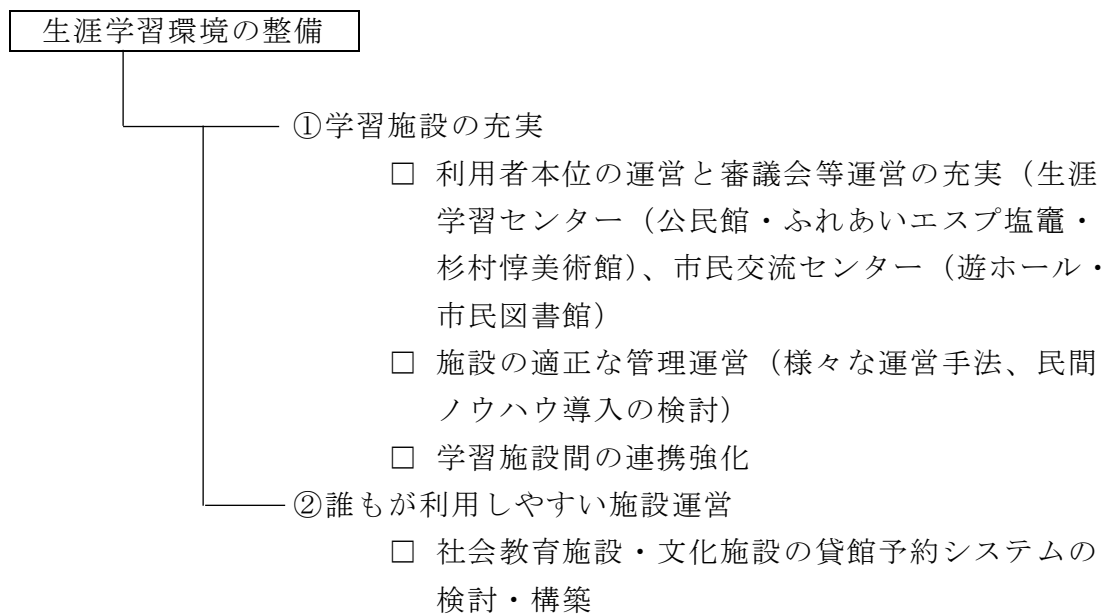 生涯学習環境の整備
①学習施設の充実
□ 利用者本位の運営と審議会等運営の充実（生涯
学習センター（公民館・ふれあいエスプ塩竈・
杉村惇美術館）、市民交流センター（遊ホール・
市民図書館）
□ 施設の適正な管理運営（様々な運営手法、民間
ノウハウ導入の検討）
□ 学習施設間の連携強化
②誰もが利用しやすい施設運営
□ 社会教育施設・文化施設の貸館予約システムの
検討・構築